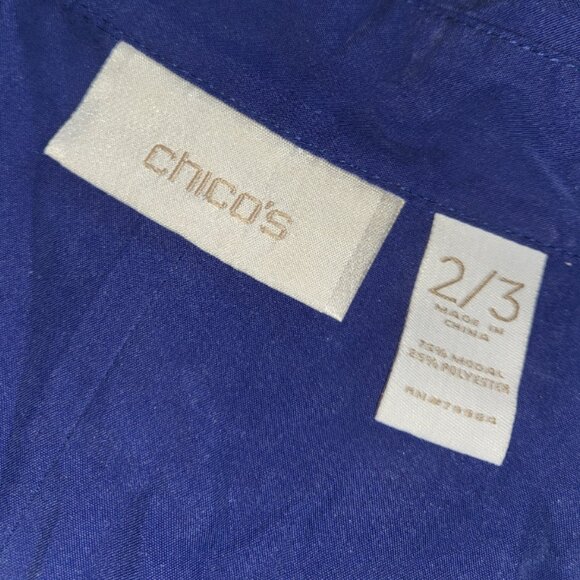 chico's
2/3
MADE IN
CHINA
75% MODAL
25% POLYESTER